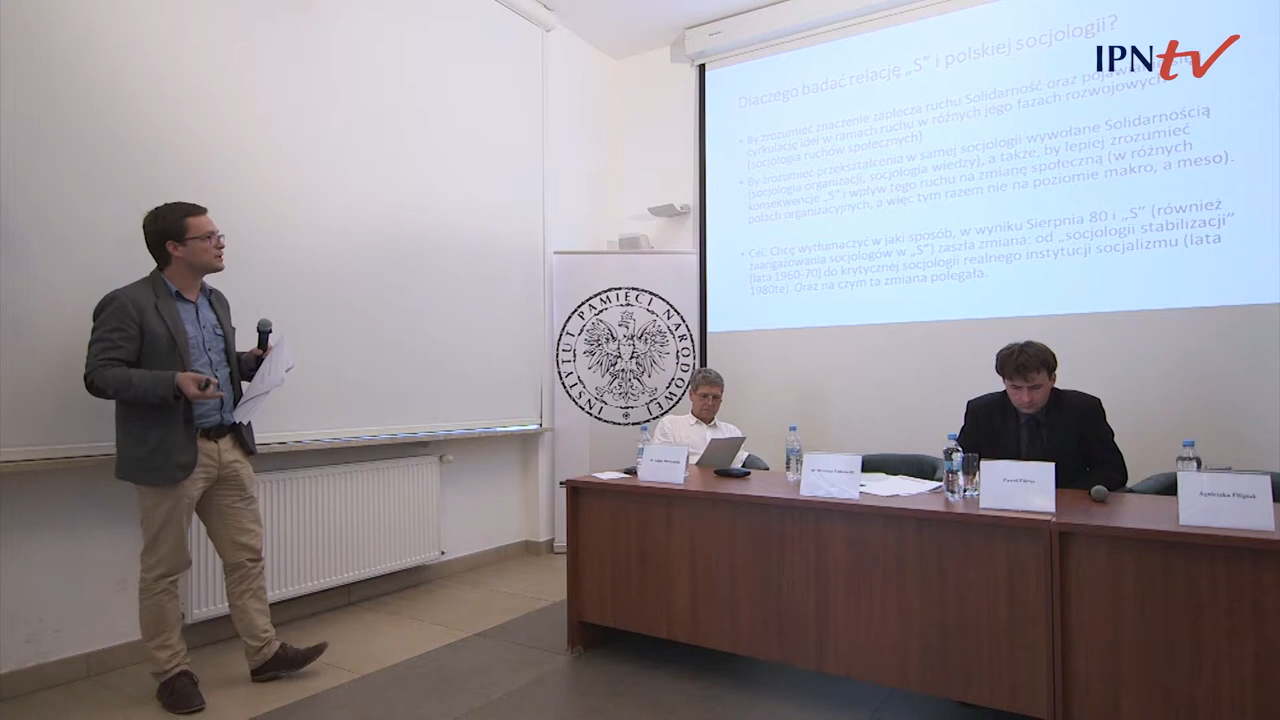 IPNtv
Dlaczego badać relację „S” i polskiej socjologii?
• By zrozumieć znaczenie zaplecza ruchu Solidarność oraz
cyrkulację idei w ramach ruchu w różnych jego fazach rozwojowych
(socjologia ruchów społecznych)
• By zrozumieć przekształcenia w samej socjologii wywołane Solidarnością
(socjologia organizacji, socjologia wiedzy), a także, by lepiej zrozumieć
konsekwencje „S” i wpływ tego ruchu na zmianę społeczną (w różnych
polach organizacyjnych, a więc tym razem nie na poziomie makro, a meso).
• Cel: Chcę wytłumaczyć w jaki sposób, w wyniku Sierpnia 80 i „S” (również
zaangażowania socjologów w „S”) zaszła zmiana: od „socjologii stabilizacji”
(lata 1960-70) do krytycznej socjologii realnego instytucji socjalizmu (lata
1980te). Oraz na czym ta zmiana polegała.
INSTYTUT PAMIĘCI NARODOWEJ
dr
Paweł
Agnieszka Filipiak